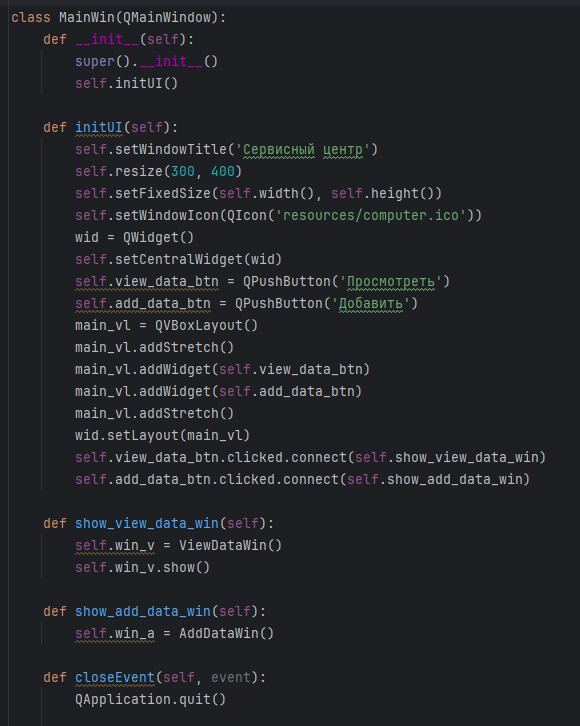 class MainWin(QMainWindow):
    def __init__(self):
        super().__init__()
        self.initUI()

    def initUI(self):
        self.setWindowTitle('Сервисный центр')
        self.resize(300, 400)
        self.setFixedSize(self.width(), self.height())
        self.setWindowIcon(QIcon('resources/computer.ico'))
        wid = QWidget()
        self.setCentralWidget(wid)
        self.view_data_btn = QPushButton('Просмотреть')
        self.add_data_btn = QPushButton('Добавить')
        main_vl = QVBoxLayout()
        main_vl.addStretch()
        main_vl.addWidget(self.view_data_btn)
        main_vl.addWidget(self.add_data_btn)
        main_vl.addStretch()
        wid.setLayout(main_vl)
        self.view_data_btn.clicked.connect(self.show_view_data_win)
        self.add_data_btn.clicked.connect(self.show_add_data_win)

    def show_view_data_win(self):
        self.win_v = ViewDataWin()
        self.win_v.show()

    def show_add_data_win(self):
        self.win_a = AddDataWin()

    def closeEvent(self, event):
        QApplication.quit()